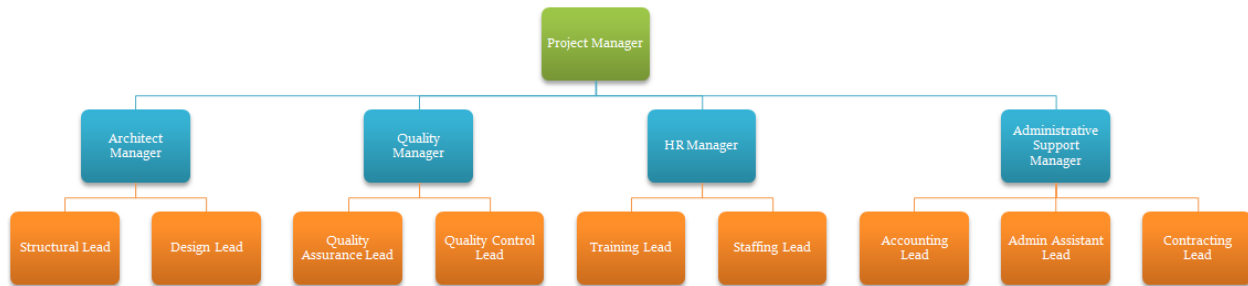 Project Manager
Architect
Manager
Quality
Manager
HR Manager
Administrative
Support
Manager
Structural Lead
Design Lead
Quality
Assurance Lead
Quality Control
Lead
Training Lead
Staffing Lead
Accounting
Lead
Admin Assistant
Lead
Contracting
Lead